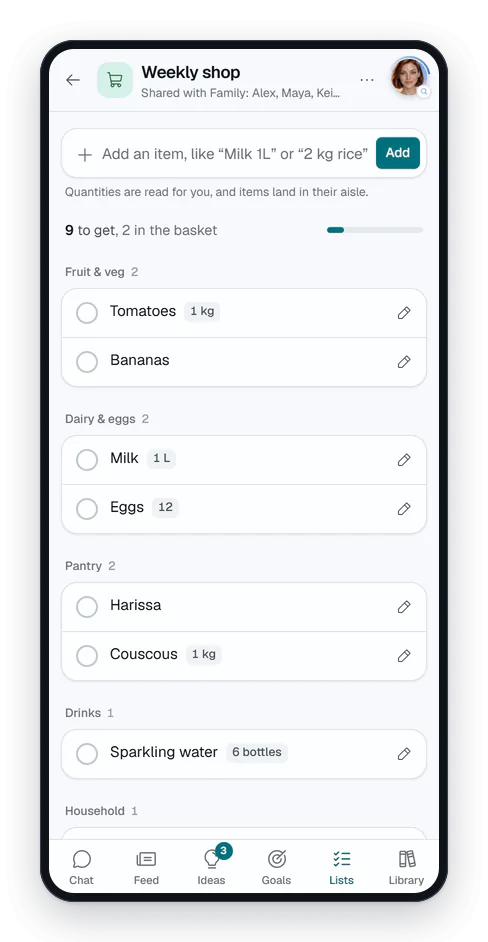 Weekly shop
Shared with Family: Alex, Maya, Kei...
Add an item, like “Milk 1L” or “2 kg rice”
Add
Quantities are read for you, and items land in their aisle.
9 to get, 2 in the basket
Fruit & veg 2
Tomatoes 1 kg
Bananas
Dairy & eggs 2
Milk 1 L
Eggs 12
Pantry 2
Harissa
Couscous 1 kg
Drinks 1
Sparkling water 6 bottles
Household 1
3
Chat Feed Ideas Goals Lists Library